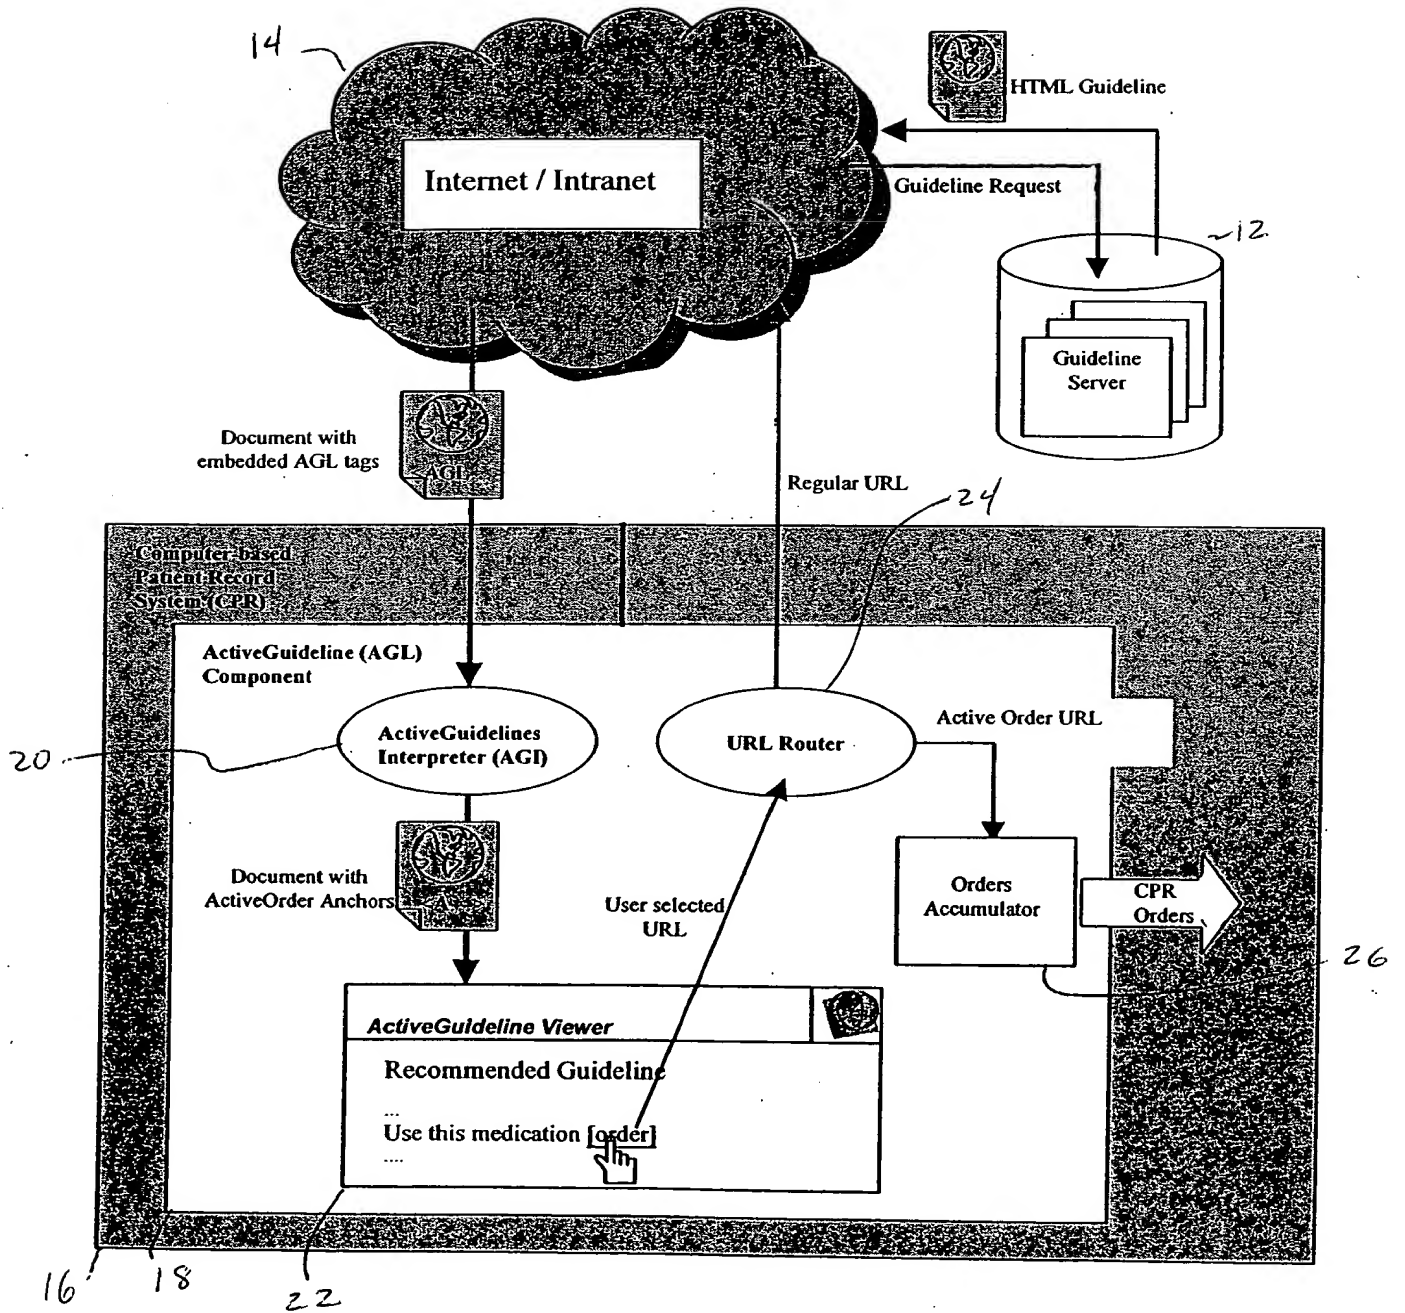 14
HTML Guideline
Internet / Intranet
Guideline Request
12
Guideline
Server
Document with
embedded AGL tags
AGL
Regular URL
24
Computer-based
Patient Record
System (CPR)
ActiveGuideline (AGL)
Component
Active Order URL
ActiveGuidelines
Interpreter (AGI)
URL Router
20
Document with
ActiveOrder Anchors
A
User selected
URL
Orders
Accumulator
CPR
Orders
26
ActiveGuideline Viewer
Recommended Guideline
...
Use this medication [order]
....
16
18
22